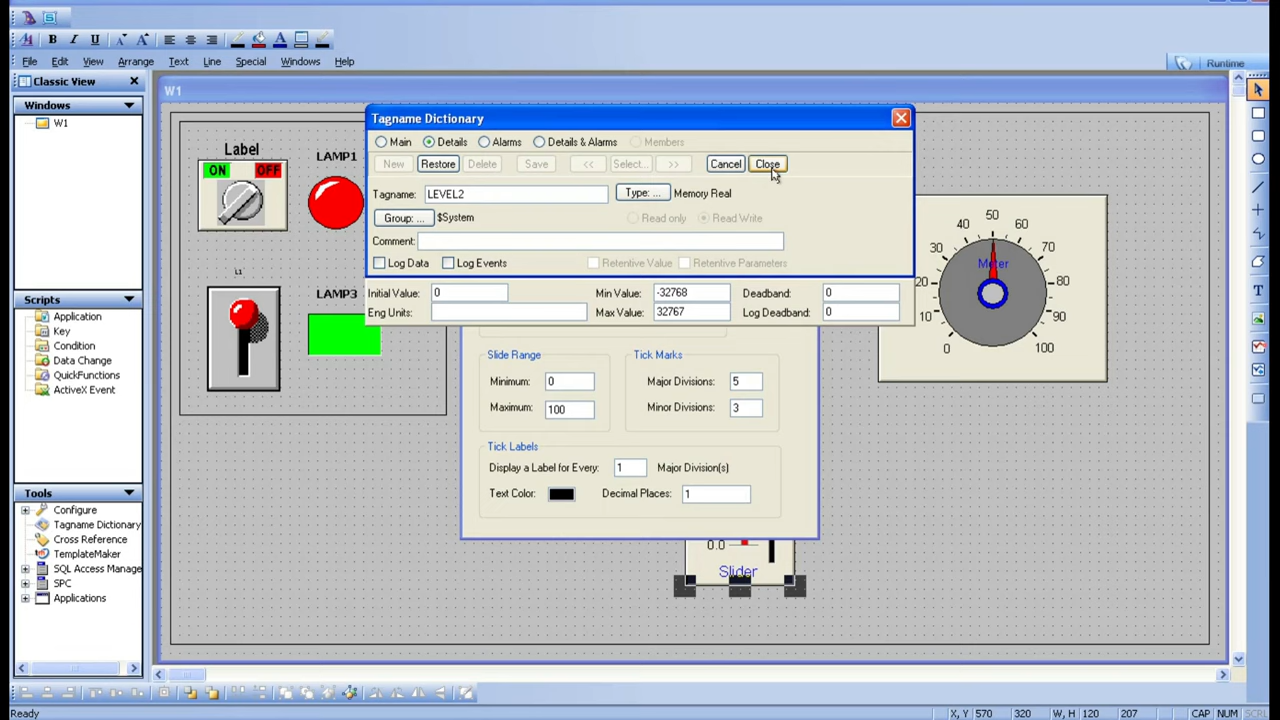 B I U A
File Edit View Arrange Text Line Special Windows Help
Runtime
Classic View
W1
Windows
W1
Tagname Dictionary
Main Details Alarms Details & Alarms Members
New Restore Delete Save << Select... >> Cancel Close
Tagname: LEVEL2 Type: ... Memory Real
Group: ... $System Read only Read Write
Comment:
Log Data Log Events Retentive Value Retentive Parameters
Initial Value: 0 Min Value: -32768 Deadband: 0
Eng Units: Max Value: 32767 Log Deadband: 0
Label
ON OFF
LAMP1
L1
LAMP3
Scripts
Application
Key
Condition
Data Change
QuickFunctions
ActiveX Event
Slide Range
Minimum: 0
Maximum: 100
Tick Marks
Major Divisions: 5
Minor Divisions: 3
Tick Labels
Display a Label for Every: 1 Major Division(s)
Text Color: Decimal Places: 1
0.0
Slider
50
40 60
30 Meter 70
20
10 90
0 100
Tools
Configure
Tagname Dictionary
Cross Reference
TemplateMaker
SQL Access Manage
SPC
Applications
Ready
X, Y 570 320 W, H 120 207 CAP NUM SCRL